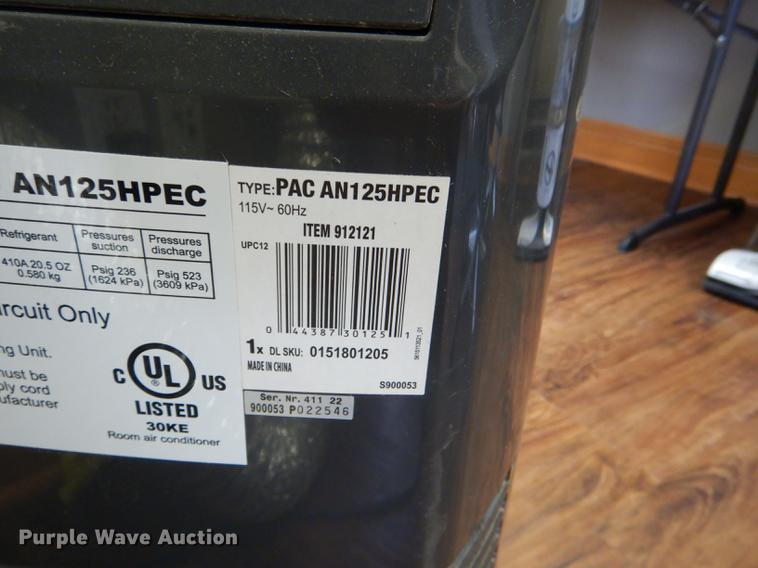 AN125HPEC
Refrigerant
Pressures suction
Pressures discharge
410A 20.5 OZ
0.580 kg
Psig 236
(1624 kPa)
Psig 523
(3609 kPa)
rcuit Only
ng Unit.
must be
ply cord
ufacturer
C UL US
LISTED
30KE
Room air conditioner
TYPE: PAC AN125HPEC
115V~ 60Hz
ITEM 912121
UPC12
0 44387 30125 1
1x DL SKU: 0151801205
MADE IN CHINA
S900053
Ser. Nr. 411 22
900053 P022546
Purple Wave Auction